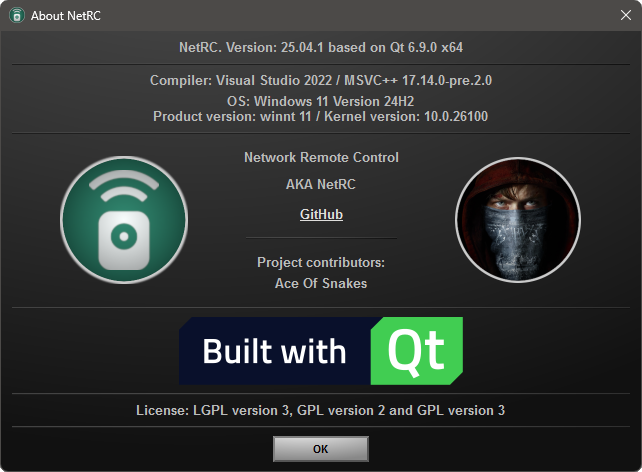 About NetRC
NetRC. Version: 25.04.1 based on Qt 6.9.0 x64
Compiler: Visual Studio 2022 / MSVC++ 17.14.0-pre.2.0
OS: Windows 11 Version 24H2
Product version: winnt 11 / Kernel version: 10.0.26100
Network Remote Control
AKA NetRC
GitHub
Project contributors:
Ace Of Snakes
Built with Qt
License: LGPL version 3, GPL version 2 and GPL version 3
OK